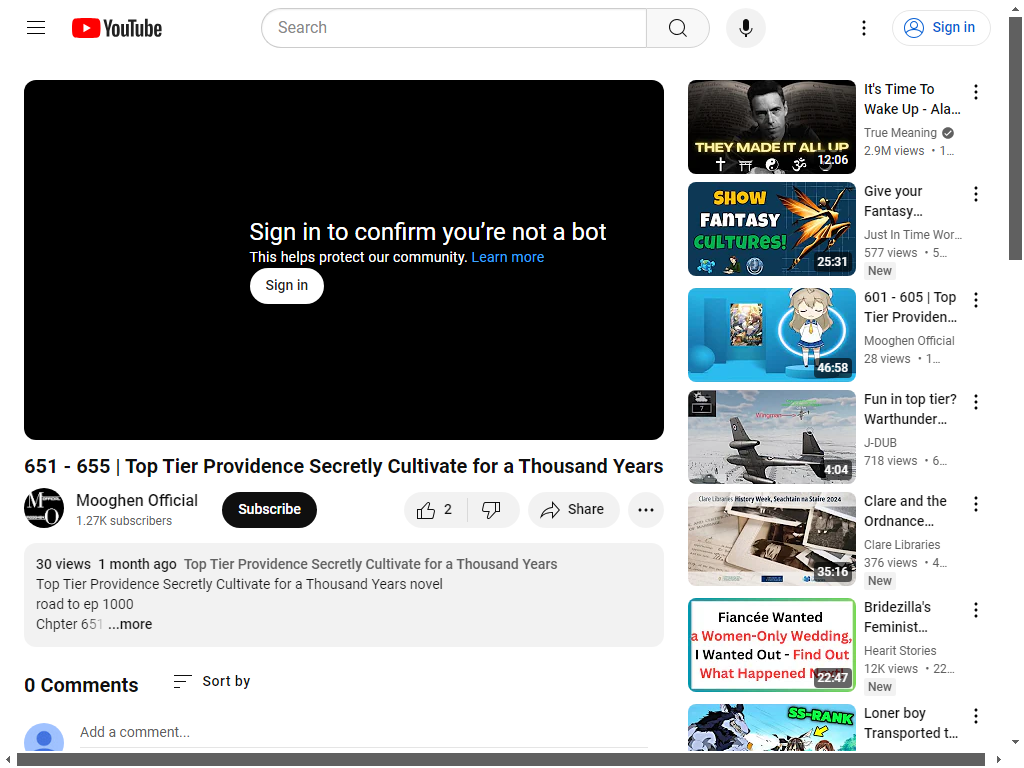 YouTube
Search
Sign in
Sign in to confirm you’re not a bot
This helps protect our community. Learn more
Sign in
651 - 655 | Top Tier Providence Secretly Cultivate for a Thousand Years
Mooghen Official
1.27K subscribers
Subscribe
2
Share
30 views 1 month ago Top Tier Providence Secretly Cultivate for a Thousand Years
Top Tier Providence Secretly Cultivate for a Thousand Years novel
road to ep 1000
Chpter 651 ...more
0 Comments
Sort by
Add a comment...
THEY MADE IT ALL UP
12:06
It's Time To
Wake Up - Ala...
True Meaning
2.9M views • 1...
SHOW
FANTASY
CULTURES!
25:31
Give your
Fantasy...
Just In Time Wor...
577 views • 5...
New
46:58
601 - 605 | Top
Tier Providen...
Mooghen Official
28 views • 1...
7
Wingman
4:04
Fun in top tier?
Warthunder...
J-DUB
718 views • 6...
Clare Libraries History Week, Seachtain na Staire 2024
35:16
Clare and the
Ordnance...
Clare Libraries
376 views • 4...
New
Fiancée Wanted
a Women-Only Wedding,
I Wanted Out - Find Out
What Happened
22:47
Bridezilla's
Feminist...
Hearit Stories
12K views • 22...
New
SS-RANK
Loner boy
Transported t...